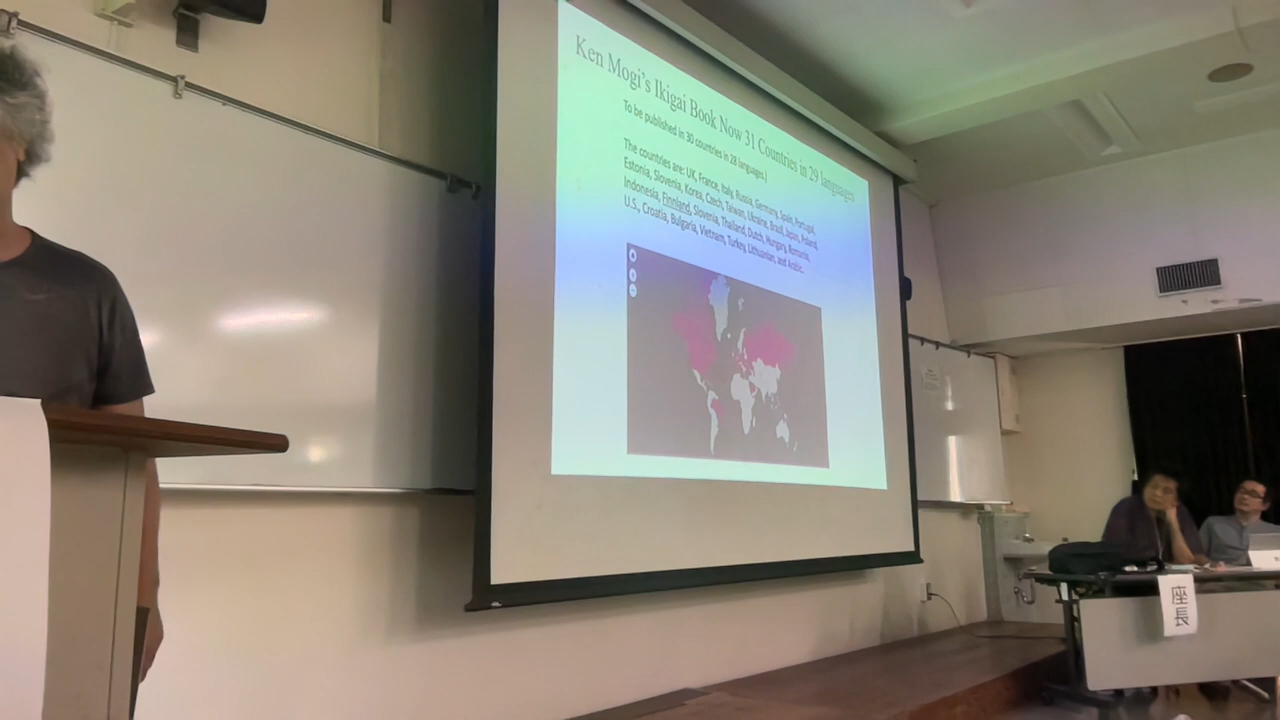 Ken Mogi's Ikigai Book Now 31 Countries in 29 languages
To be published in 30 countries in 28 languages.)
The countries are: UK, France, Italy, Russia, Germany, Spain, Portugal,
Estonia, Slovenia, Korea, Czech, Taiwan, Ukraine, Brazil, Japan, Poland,
Indonesia, Finnland, Slovenia, Thailand, Dutch, Hungary, Romania,
U.S., Croatia, Bulgaria, Vietnam, Turkey, Lithuanian, and Arabic.
座長